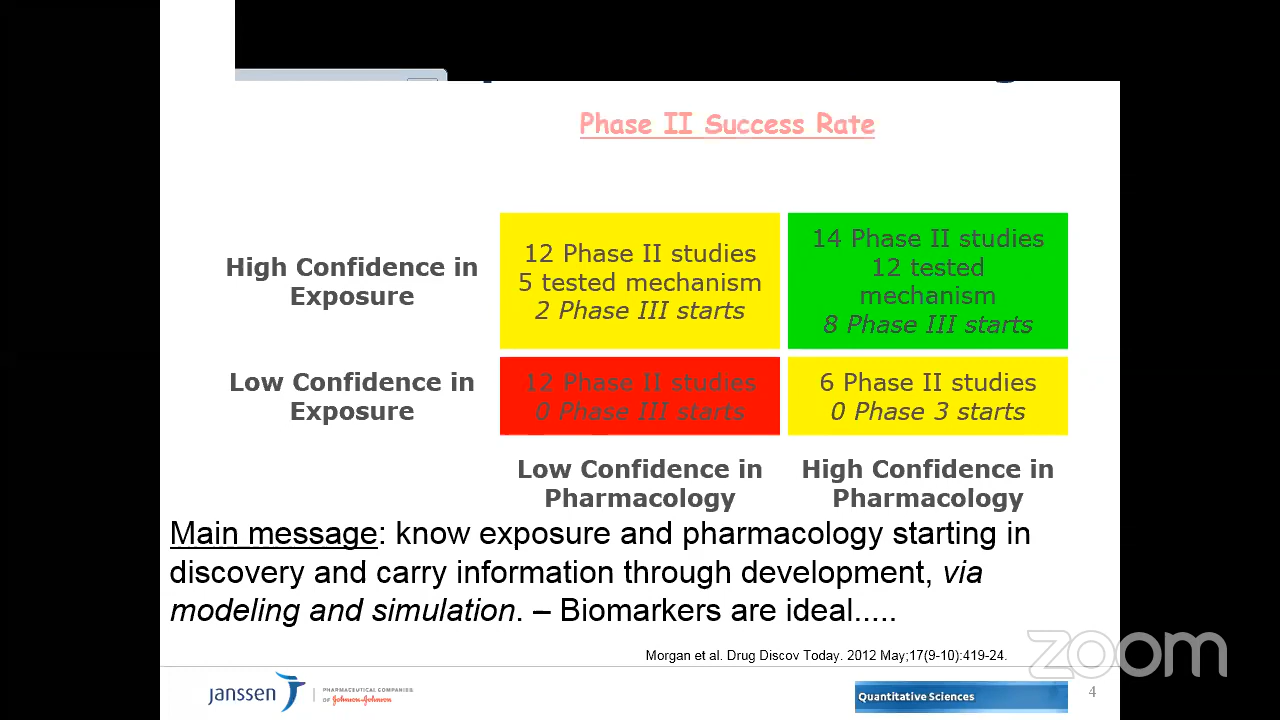 Phase II Success Rate
High Confidence in
Exposure
12 Phase II studies
5 tested mechanism
2 Phase III starts
14 Phase II studies
12 tested
mechanism
8 Phase III starts
Low Confidence in
Exposure
12 Phase II studies
0 Phase III starts
6 Phase II studies
0 Phase 3 starts
Low Confidence in
Pharmacology
High Confidence in
Pharmacology
Main message: know exposure and pharmacology starting in
discovery and carry information through development, via
modeling and simulation. – Biomarkers are ideal.....
Morgan et al. Drug Discov Today. 2012 May;17(9-10):419-24.
zoom
janssen
PHARMACEUTICAL COMPANIES
OF Johnson-Johnson
Quantitative Sciences
4